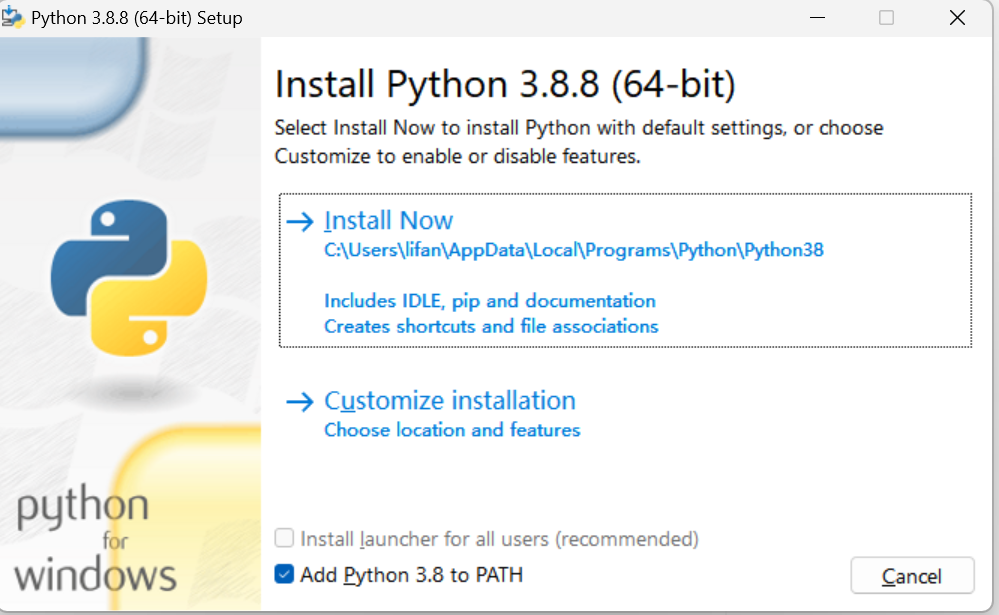 Python 3.8.8 (64-bit) Setup
Install Python 3.8.8 (64-bit)
Select Install Now to install Python with default settings, or choose
Customize to enable or disable features.
Install Now
C:\Users\lifan\AppData\Local\Programs\Python\Python38
Includes IDLE, pip and documentation
Creates shortcuts and file associations
Customize installation
Choose location and features
python
for
windows
Install launcher for all users (recommended)
Add Python 3.8 to PATH
Cancel